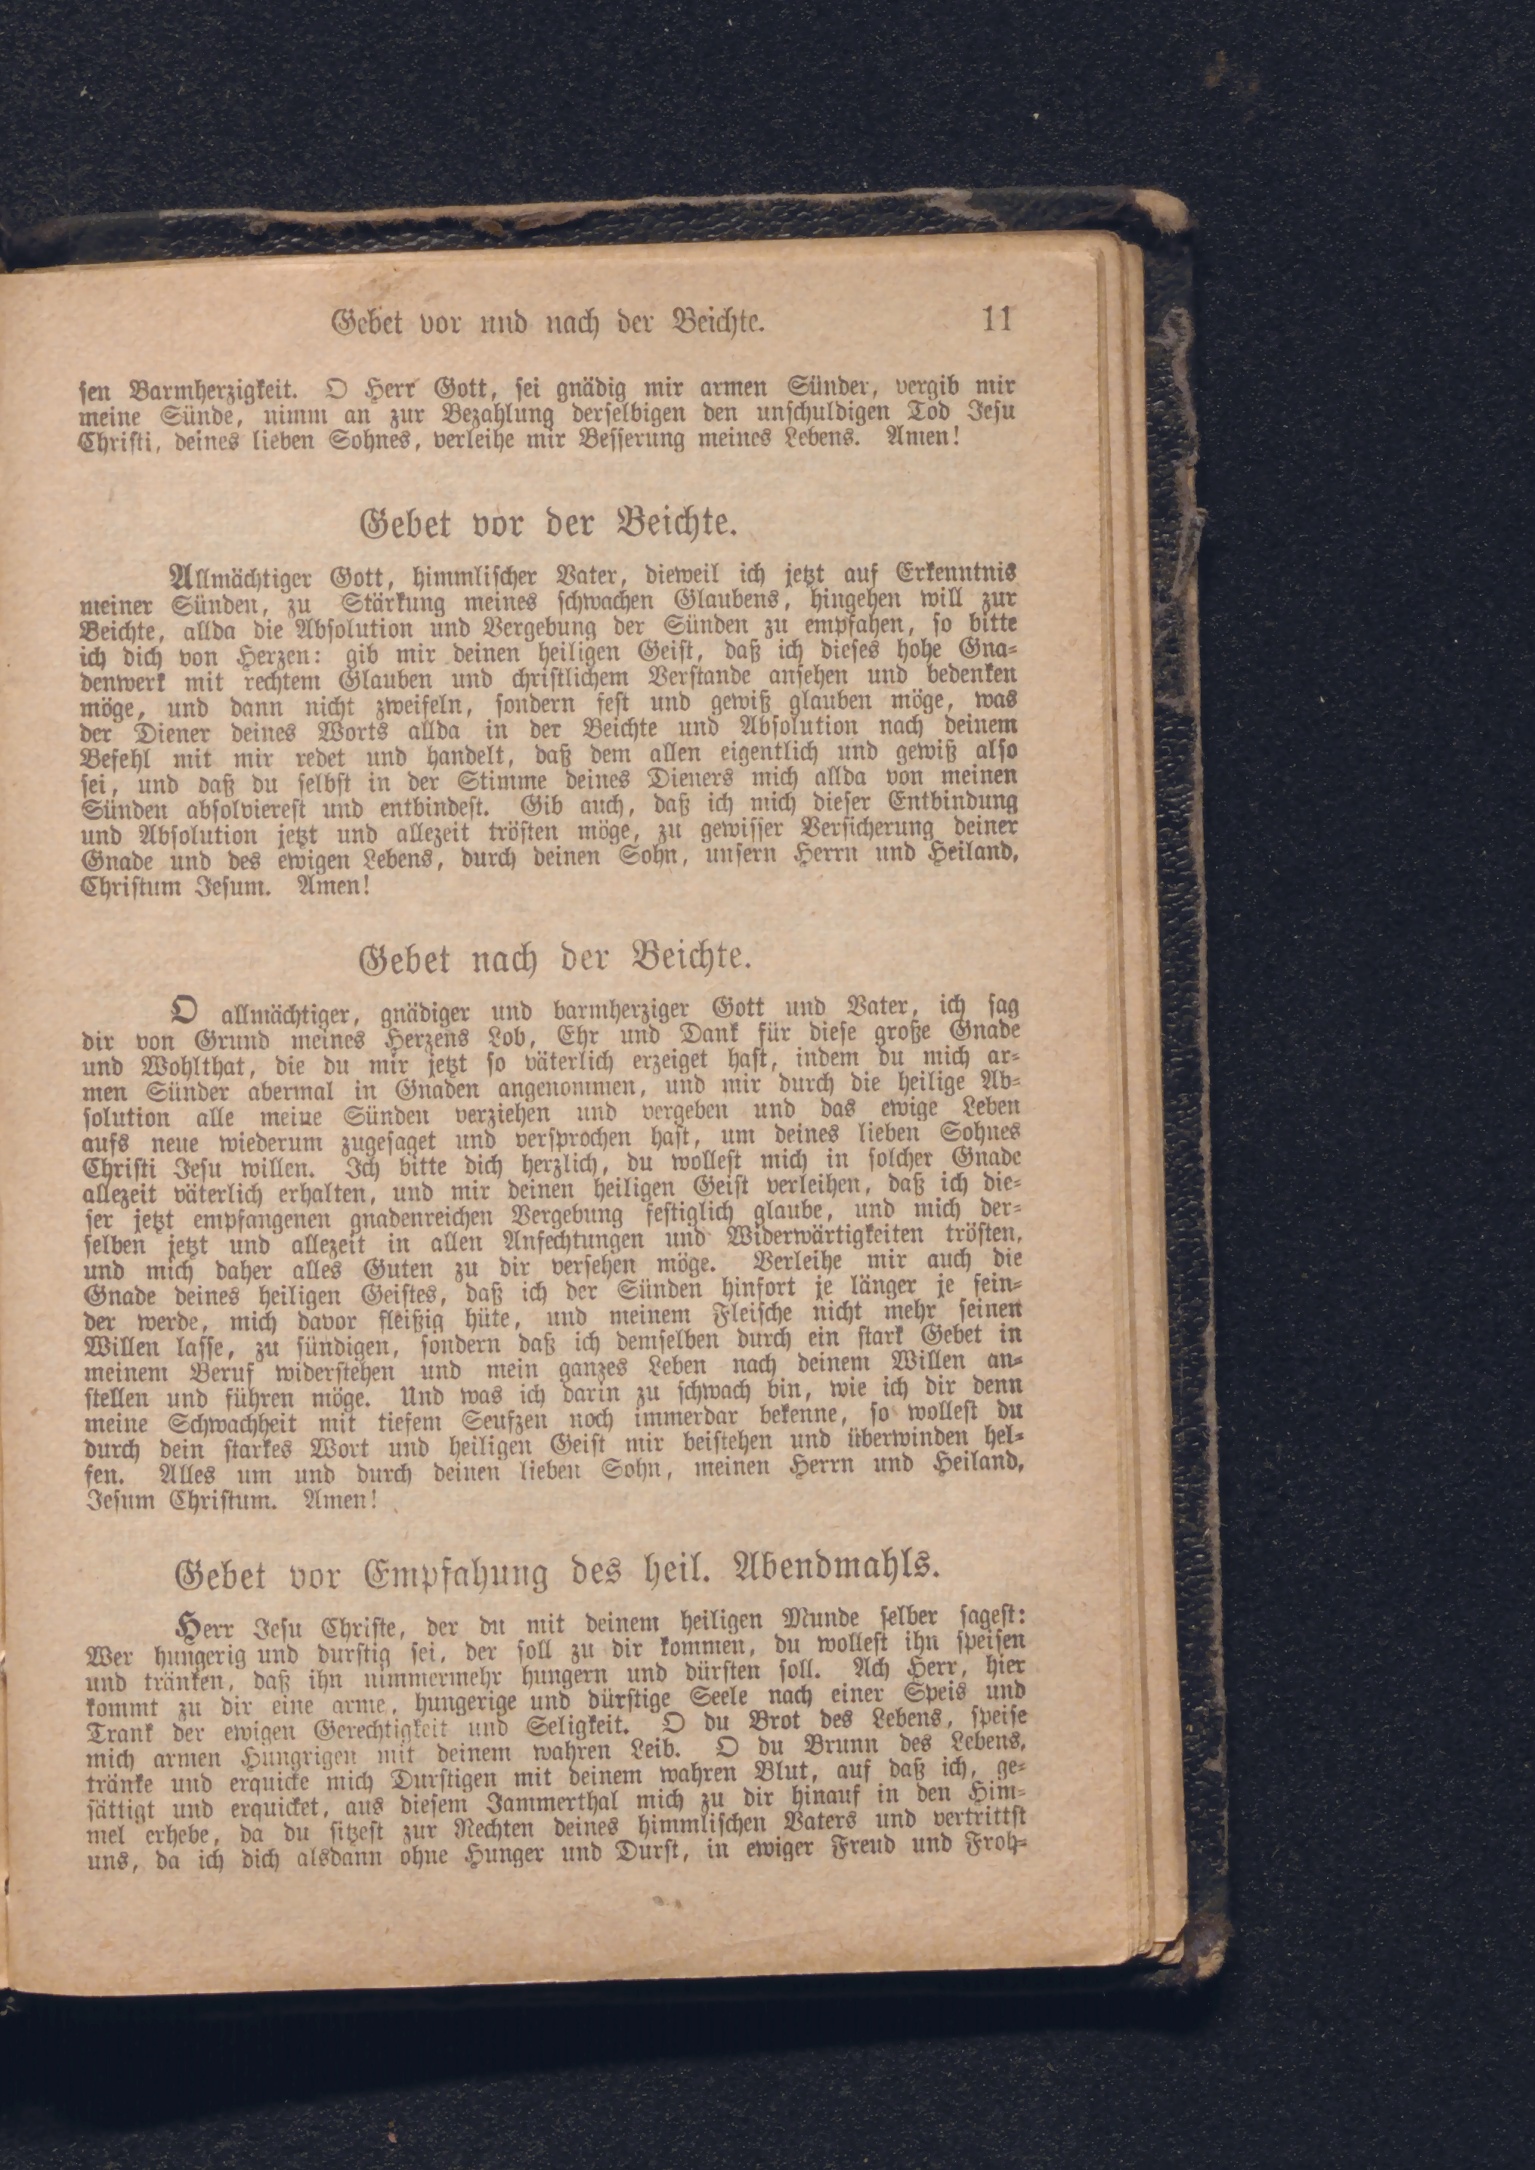 Gebet vor und nach der Beichte. 11
sen Barmherzigkeit. O Herr Gott, sei gnädig mir armen Sünder, vergib mir
meine Sünde, nimm an zur Bezahlung derselbigen den unschuldigen Tod Jesu
Christi, deines lieben Sohnes, verleihe mir Besserung meines Lebens. Amen!
Gebet vor der Beichte.
Allmächtiger Gott, himmlischer Vater, dieweil ich jetzt auf Erkenntnis
meiner Sünden, zu Stärkung meines schwachen Glaubens, hingehen will zur
Beichte, allda die Absolution und Vergebung der Sünden zu empfahen, so bitte
ich dich von Herzen: gib mir deinen heiligen Geist, daß ich dieses hohe Gna-
denwerk mit rechtem Glauben und christlichem Verstande ansehen und bedenken
möge, und dann nicht zweifeln, sondern fest und gewiß glauben möge, was
der Diener deines Worts allda in der Beichte und Absolution nach deinem
Befehl mit mir redet und handelt, daß dem allen eigentlich und gewiß also
sei, und daß du selbst in der Stimme deines Dieners mich allda von meinen
Sünden absolvierest und entbindest. Gib auch, daß ich mich dieser Entbindung
und Absolution jetzt und allezeit trösten möge, zu gewisser Versicherung deiner
Gnade und des ewigen Lebens, durch deinen Sohn, unsern Herrn und Heiland,
Christum Jesum. Amen!
Gebet nach der Beichte.
O allmächtiger, gnädiger und barmherziger Gott und Vater, ich sag
dir von Grund meines Herzens Lob, Ehr und Dank für diese große Gnade
und Wohlthat, die du mir jetzt so väterlich erzeiget hast, indem du mich ar-
men Sünder abermal in Gnaden angenommen, und mir durch die heilige Ab-
solution alle meine Sünden verziehen und vergeben und das ewige Leben
aufs neue wiederum zugesaget und versprochen hast, um deines lieben Sohnes
Christi Jesu willen. Ich bitte dich herzlich, du wollest mich in solcher Gnade
allezeit väterlich erhalten, und mir deinen heiligen Geist verleihen, daß ich die-
ser jetzt empfangenen gnadenreichen Vergebung festiglich glaube, und mich der-
selben jetzt und allezeit in allen Anfechtungen und Widerwärtigkeiten trösten,
und mich daher alles Guten zu dir versehen möge. Verleihe mir auch die
Gnade deines heiligen Geistes, daß ich der Sünden hinfort je länger je fein-
der werde, mich davor fleißig hüte, und meinem Fleische nicht mehr seinen
Willen lasse, zu sündigen, sondern daß ich demselben durch ein stark Gebet in
meinem Beruf widerstehen und mein ganzes Leben nach deinem Willen an-
stellen und führen möge. Und was ich darin zu schwach bin, wie ich dir denn
meine Schwachheit mit tiefem Seufzen noch immerdar bekenne, so wollest du
durch dein starkes Wort und heiligen Geist mir beistehen und überwinden hel-
fen. Alles um und durch deinen lieben Sohn, meinen Herrn und Heiland,
Jesum Christum. Amen!
Gebet vor Empfahung des heil. Abendmahls.
Herr Jesu Christe, der du mit deinem heiligen Munde selber sagest:
Wer hungerig und durstig sei, der soll zu dir kommen, du wollest ihn speisen
und tränken, daß ihn nimmermehr hungern und dürsten soll. Ach Herr, hier
kommt zu dir eine arme, hungerige und dürstige Seele nach einer Speis und
Trank der ewigen Gerechtigkeit und Seligkeit. O du Brot des Lebens, speise
mich armen Hungrigen mit deinem wahren Leib. O du Brunn des Lebens,
tränke und erquicke mich Durstigen mit deinem wahren Blut, auf daß ich, ge-
sättigt und erquicket, aus diesem Jammerthal mich zu dir hinauf in den Him-
mel erhebe, da du sitzest zur Rechten deines himmlischen Vaters und vertrittst
uns, da ich dich alsdann ohne Hunger und Durst, in ewiger Freud und Froh-